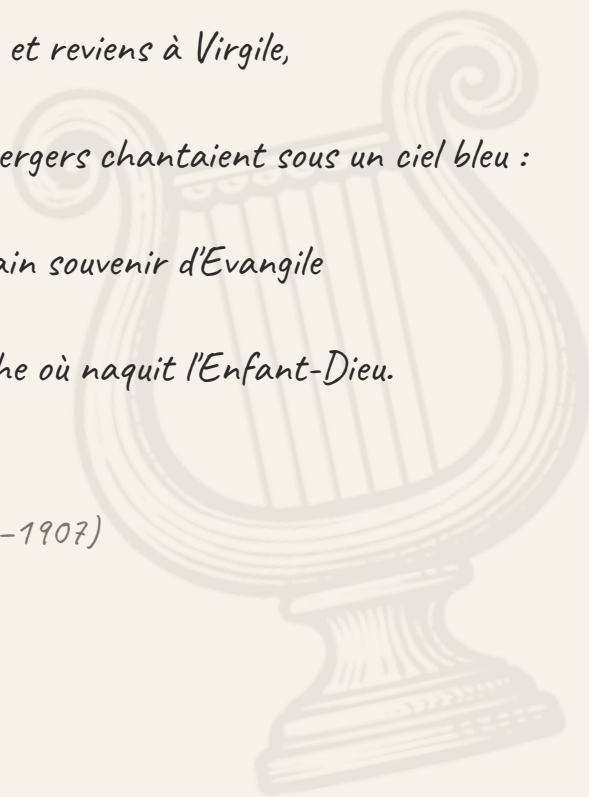 et reviens à Virgile,
ergers chantaient sous un ciel bleu :
ain souvenir d'Evangile
he où naquit l'Enfant-Dieu.
–1907)